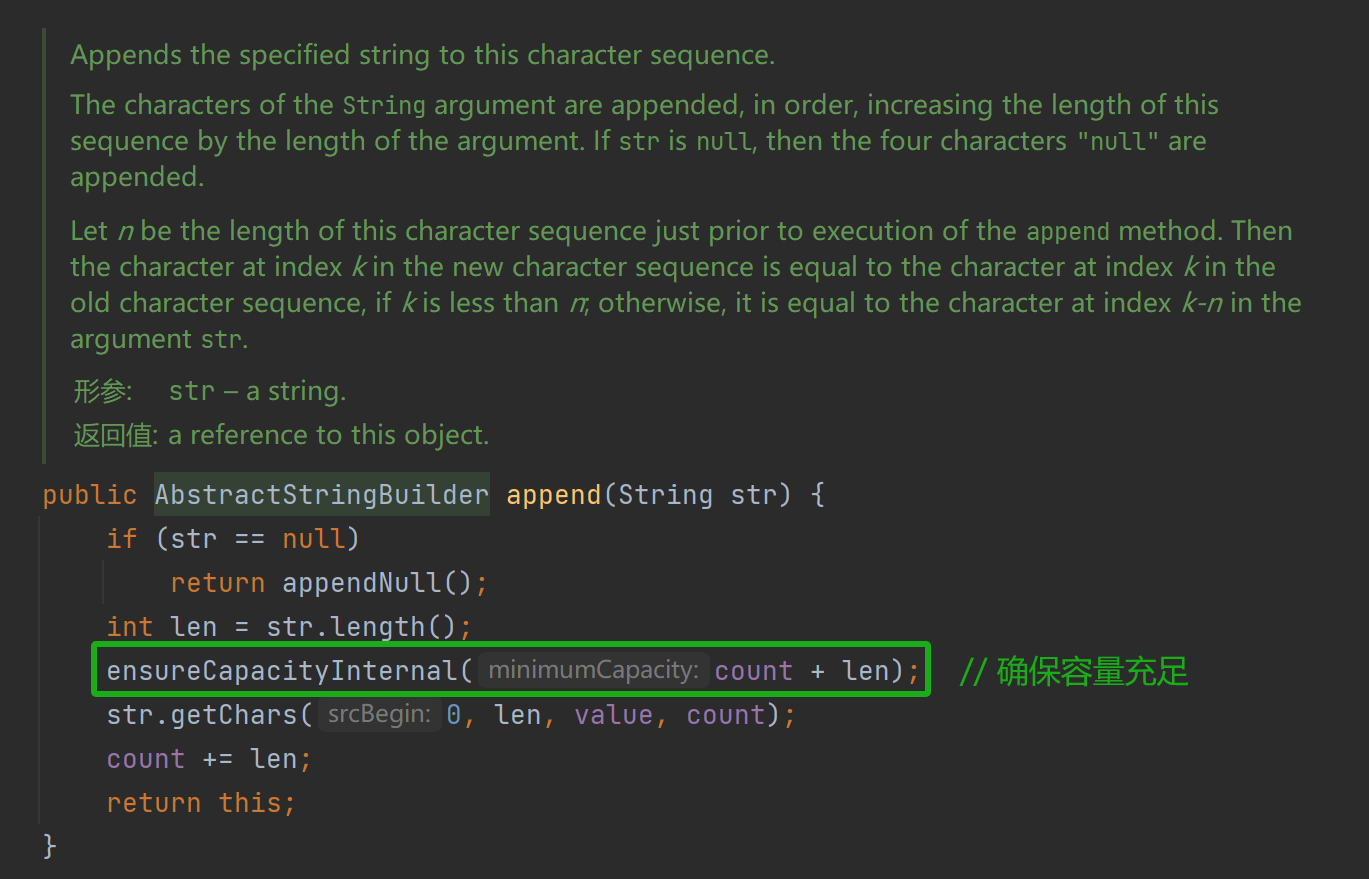 Appends the specified string to this character sequence.
The characters of the String argument are appended, in order, increasing the length of this
sequence by the length of the argument. If str is null, then the four characters "null" are
appended.
Let n be the length of this character sequence just prior to execution of the append method. Then
the character at index k in the new character sequence is equal to the character at index k in the
old character sequence, if k is less than n; otherwise, it is equal to the character at index k-n in the
argument str.
形参: str – a string.
返回值: a reference to this object.
public AbstractStringBuilder append(String str) {
if (str == null)
return appendNull();
int len = str.length();
ensureCapacityInternal( minimumCapacity: count + len); // 确保容量充足
str.getChars( srcBegin: 0, len, value, count);
count += len;
return this;
}